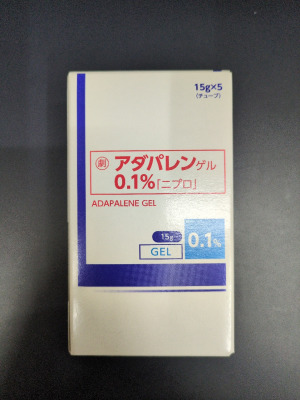 15g×5
(チューブ)
劇 アダパレンゲル
0.1%「ニプロ」
ADAPALENE GEL
15g
GEL
0.1%